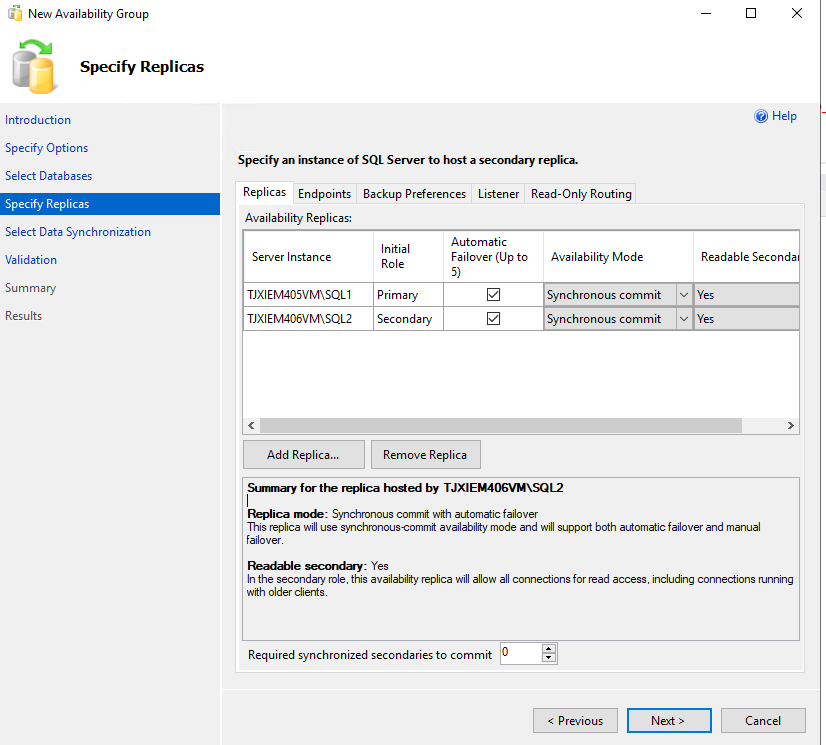 New Availability Group
Specify Replicas
Introduction
Specify Options
Select Databases
Specify Replicas
Select Data Synchronization
Validation
Summary
Results
Help
Specify an instance of SQL Server to host a secondary replica.
Replicas Endpoints Backup Preferences Listener Read-Only Routing
Availability Replicas:
Server Instance
Initial
Role
Automatic
Failover (Up to
5)
Availability Mode
Readable Seconda
TJXIEM405VM\SQL1 Primary Synchronous commit Yes
TJXIEM406VM\SQL2 Secondary Synchronous commit Yes
Add Replica... Remove Replica
Summary for the replica hosted by TJXIEM406VM\SQL2
Replica mode: Synchronous commit with automatic failover
This replica will use synchronous-commit availability mode and will support both automatic failover and manual
failover.
Readable secondary: Yes
In the secondary role, this availability replica will allow all connections for read access, including connections running
with older clients.
Required synchronized secondaries to commit 0
< Previous Next > Cancel